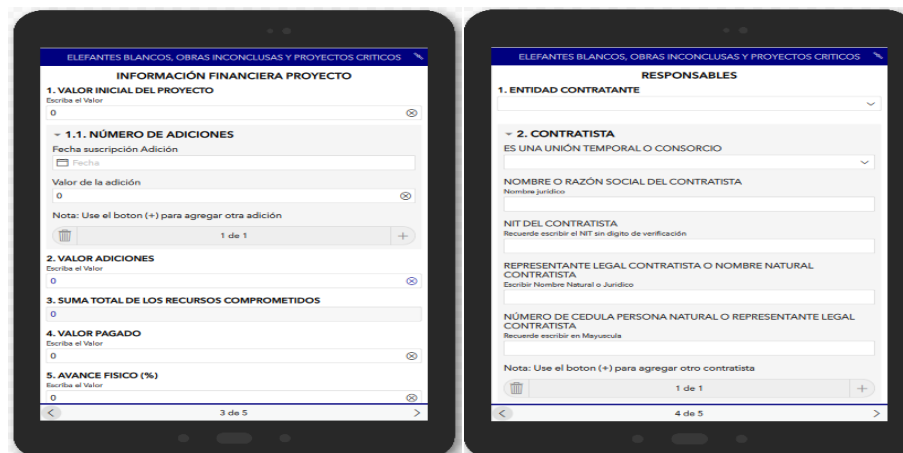 ELEFANTES BLANCOS, OBRAS INCONCLUSAS Y PROYECTOS CRITICOS
INFORMACIÓN FINANCIERA PROYECTO
1. VALOR INICIAL DEL PROYECTO
Escriba el Valor
0
1.1. NÚMERO DE ADICIONES
Fecha suscripción Adición
Fecha
Valor de la adición
0
Nota: Use el boton (+) para agregar otra adición
1 de 1
2. VALOR ADICIONES
Escriba el Valor
0
3. SUMA TOTAL DE LOS RECURSOS COMPROMETIDOS
0
4. VALOR PAGADO
Escriba el Valor
0
5. AVANCE FISICO (%)
Escriba el Valor
0
3 de 5
ELEFANTES BLANCOS, OBRAS INCONCLUSAS Y PROYECTOS CRITICOS
RESPONSABLES
1. ENTIDAD CONTRATANTE
2. CONTRATISTA
ES UNA UNIÓN TEMPORAL O CONSORCIO
NOMBRE O RAZÓN SOCIAL DEL CONTRATISTA
Nombre jurídico
NIT DEL CONTRATISTA
Recuerde escribir el NIT sin digito de verificación
REPRESENTANTE LEGAL CONTRATISTA O NOMBRE NATURAL
CONTRATISTA
Escribir Nombre Natural o Juridico
NÚMERO DE CEDULA PERSONA NATURAL O REPRESENTANTE LEGAL
CONTRATISTA
Recuerde escribir en Mayuscula
Nota: Use el boton (+) para agregar otro contratista
1 de 1
4 de 5